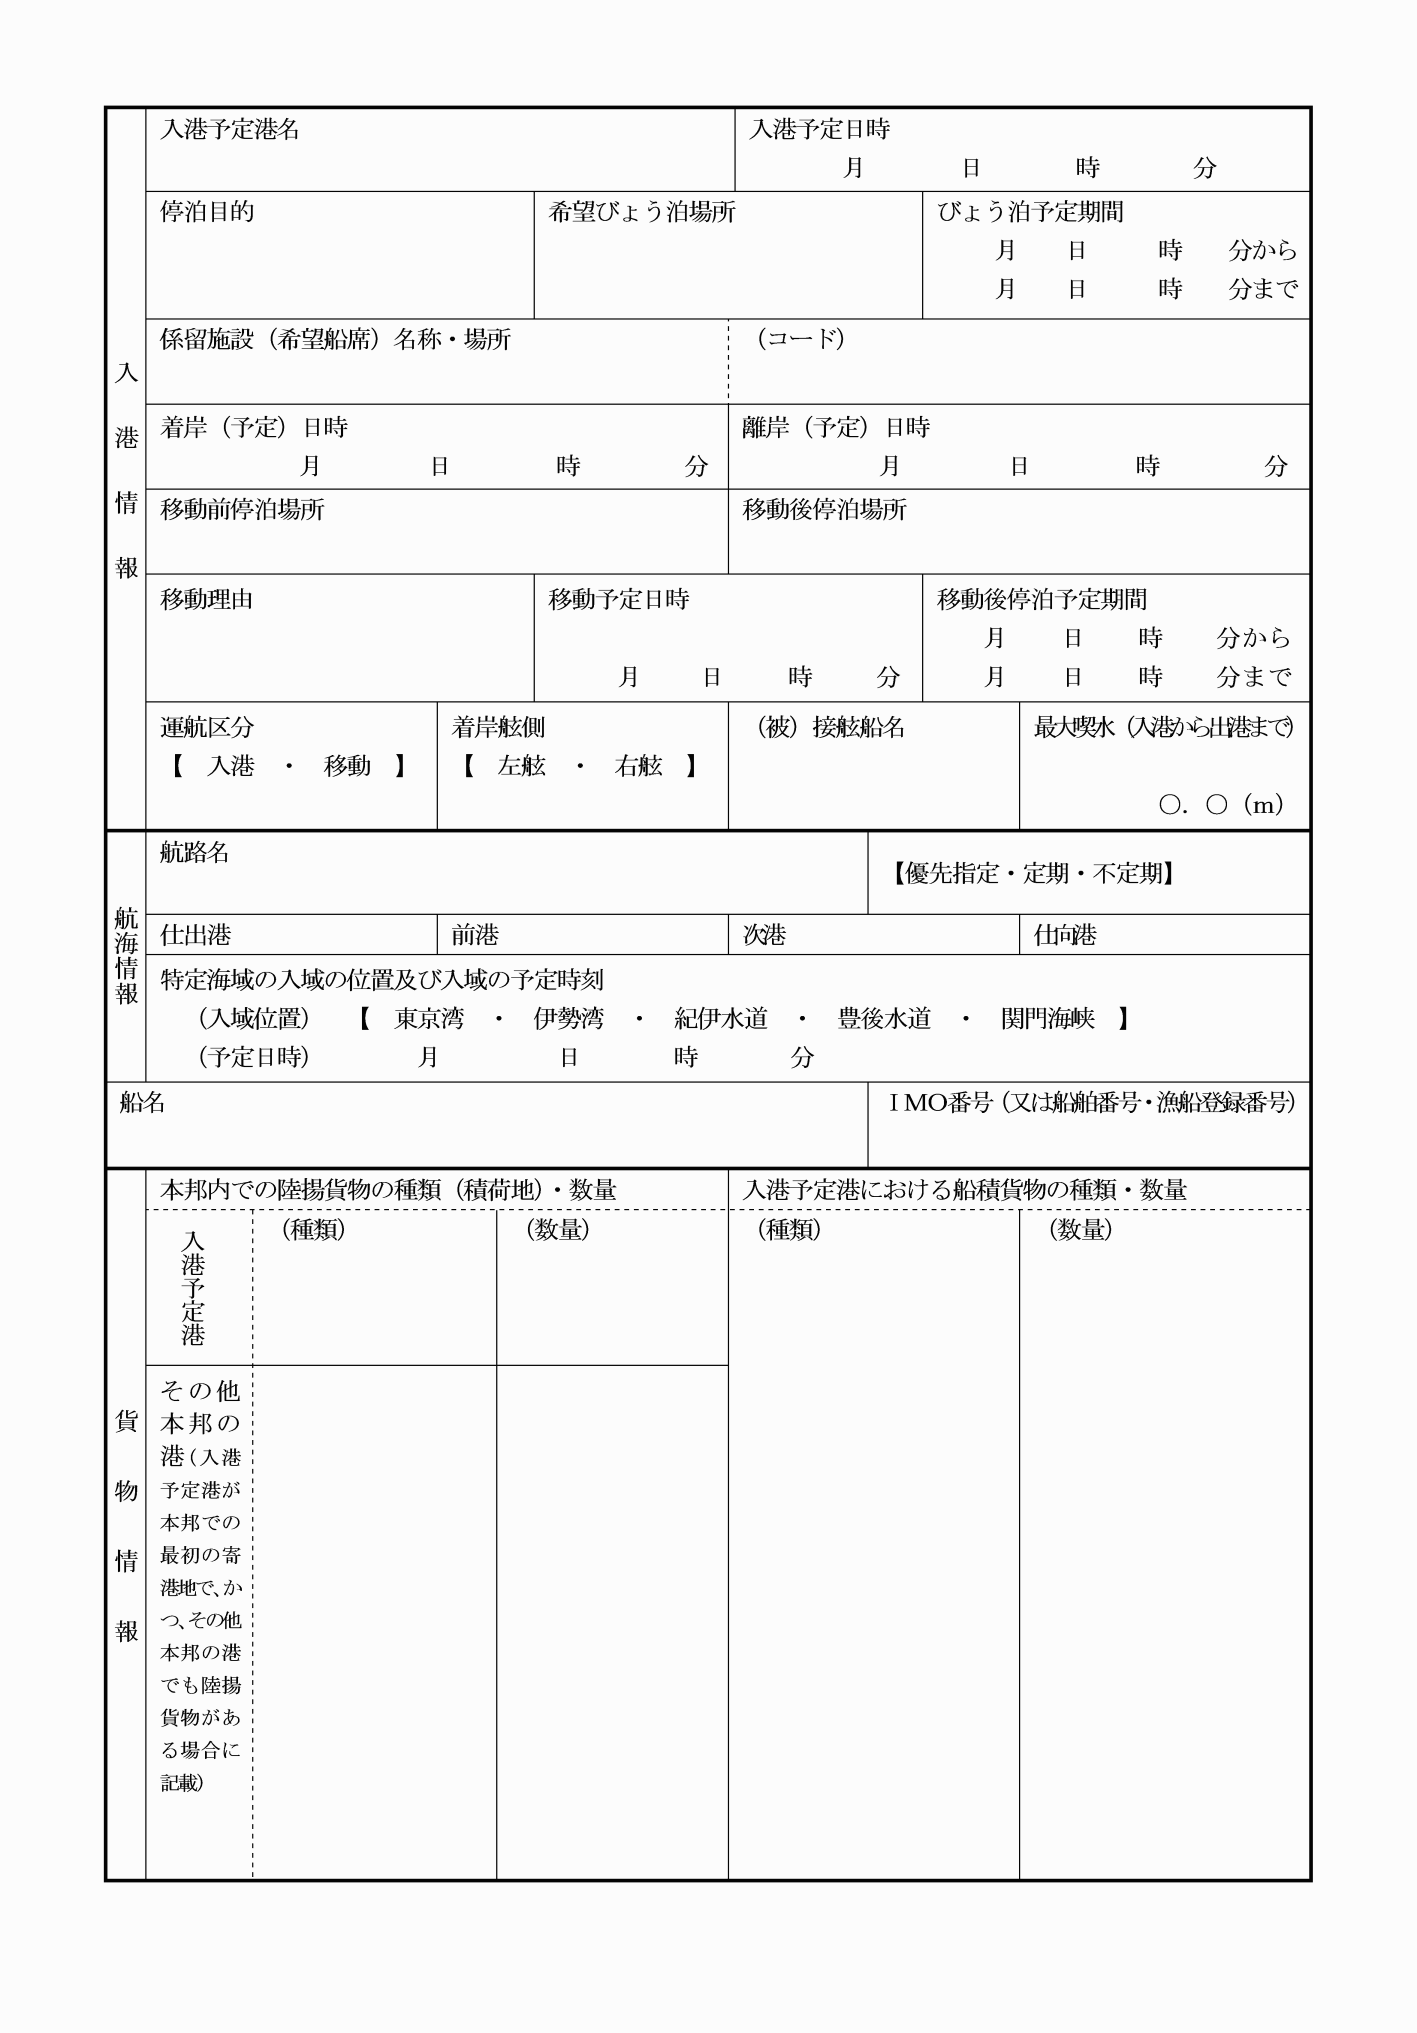 入港情報
入港予定港名
入港予定日時
月 日 時 分
停泊目的
希望びょう泊場所
びょう泊予定期間
月 日 時 分から
月 日 時 分まで
係留施設（希望船席）名称・場所
（コード）
着岸（予定）日時
月 日 時 分
離岸（予定）日時
月 日 時 分
移動前停泊場所
移動後停泊場所
移動理由
移動予定日時
月 日 時 分
移動後停泊予定期間
月 日 時 分から
月 日 時 分まで
運航区分
【 入港 ・ 移動 】
着岸舷側
【 左舷 ・ 右舷 】
（被）接舷船名
最大喫水（入港から出港まで）
〇．〇（m）
航海情報
航路名
【優先指定・定期・不定期】
仕出港
前港
次港
仕向港
特定海域の入域の位置及び入域の予定時刻
（入域位置） 【 東京湾 ・ 伊勢湾 ・ 紀伊水道 ・ 豊後水道 ・ 関門海峡 】
（予定日時） 月 日 時 分
船名
ＩＭＯ番号（又は船舶番号・漁船登録番号）
貨物情報
本邦内での陸揚貨物の種類（積荷地）・数量
入港予定港における船積貨物の種類・数量
入港予定港
（種類）
（数量）
（種類）
（数量）
その他
本邦の
港（入港
予定港が
本邦での
最初の寄
港地で、か
つ、その他
本邦の港
でも陸揚
貨物があ
る場合に
記載）